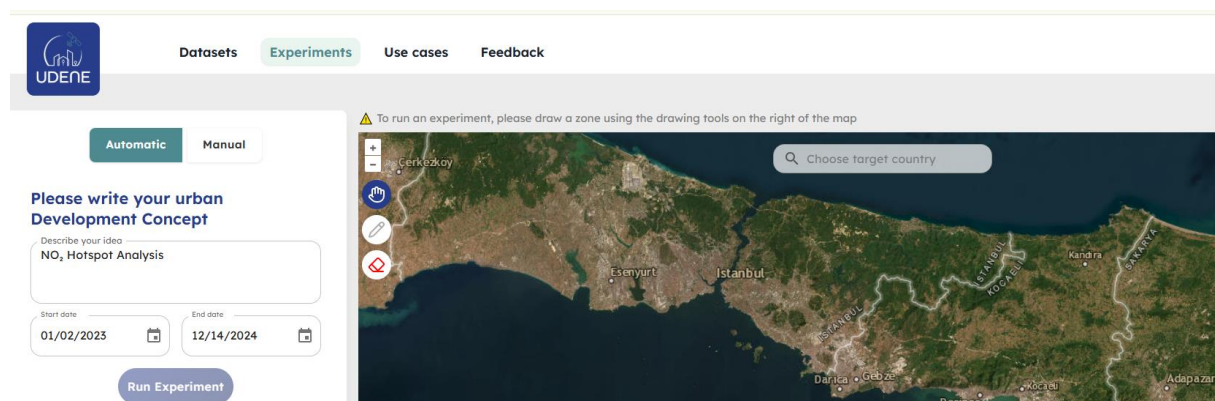 UDENE
Datasets Experiments Use cases Feedback
Automatic Manual
Please write your urban
Development Concept
Describe your idea
NO₂ Hotspot Analysis
Start date End date
01/02/2023 12/14/2024
Run Experiment
To run an experiment, please draw a zone using the drawing tools on the right of the map
+
-
Choose target country
Çerkezköy
Esenyurt
Istanbul
ISTANBUL
KOCAELI
Kandıra
SAKARYA
ISTANBUL
Darıca
Gebze
Kocaeli